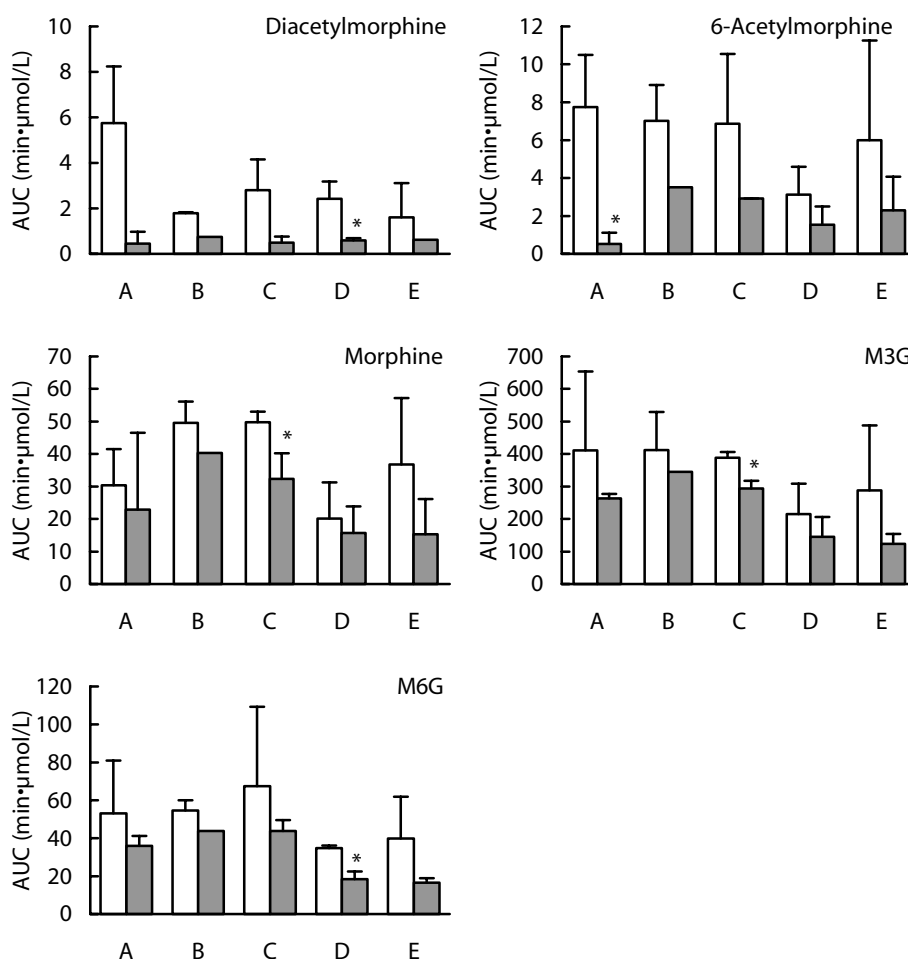 Diacetylmorphine
AUC (min•µmol/L)
10
8
6
4
2
0
*
A B C D E
6-Acetylmorphine
AUC (min•µmol/L)
12
10
8
6
4
2
0
*
A B C D E
Morphine
AUC (min•µmol/L)
70
60
50
40
30
20
10
0
*
A B C D E
M3G
AUC (min•µmol/L)
700
600
500
400
300
200
100
0
*
A B C D E
M6G
AUC (min•µmol/L)
120
100
80
60
40
20
0
*
A B C D E